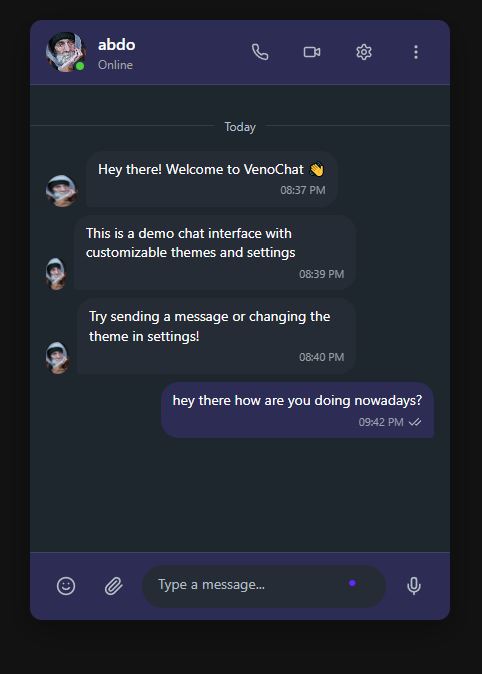 abdo
Online
Today
Hey there! Welcome to VenoChat 👋
08:37 PM
This is a demo chat interface with
customizable themes and settings
08:39 PM
Try sending a message or changing the
theme in settings!
08:40 PM
hey there how are you doing nowadays?
09:42 PM
Type a message...